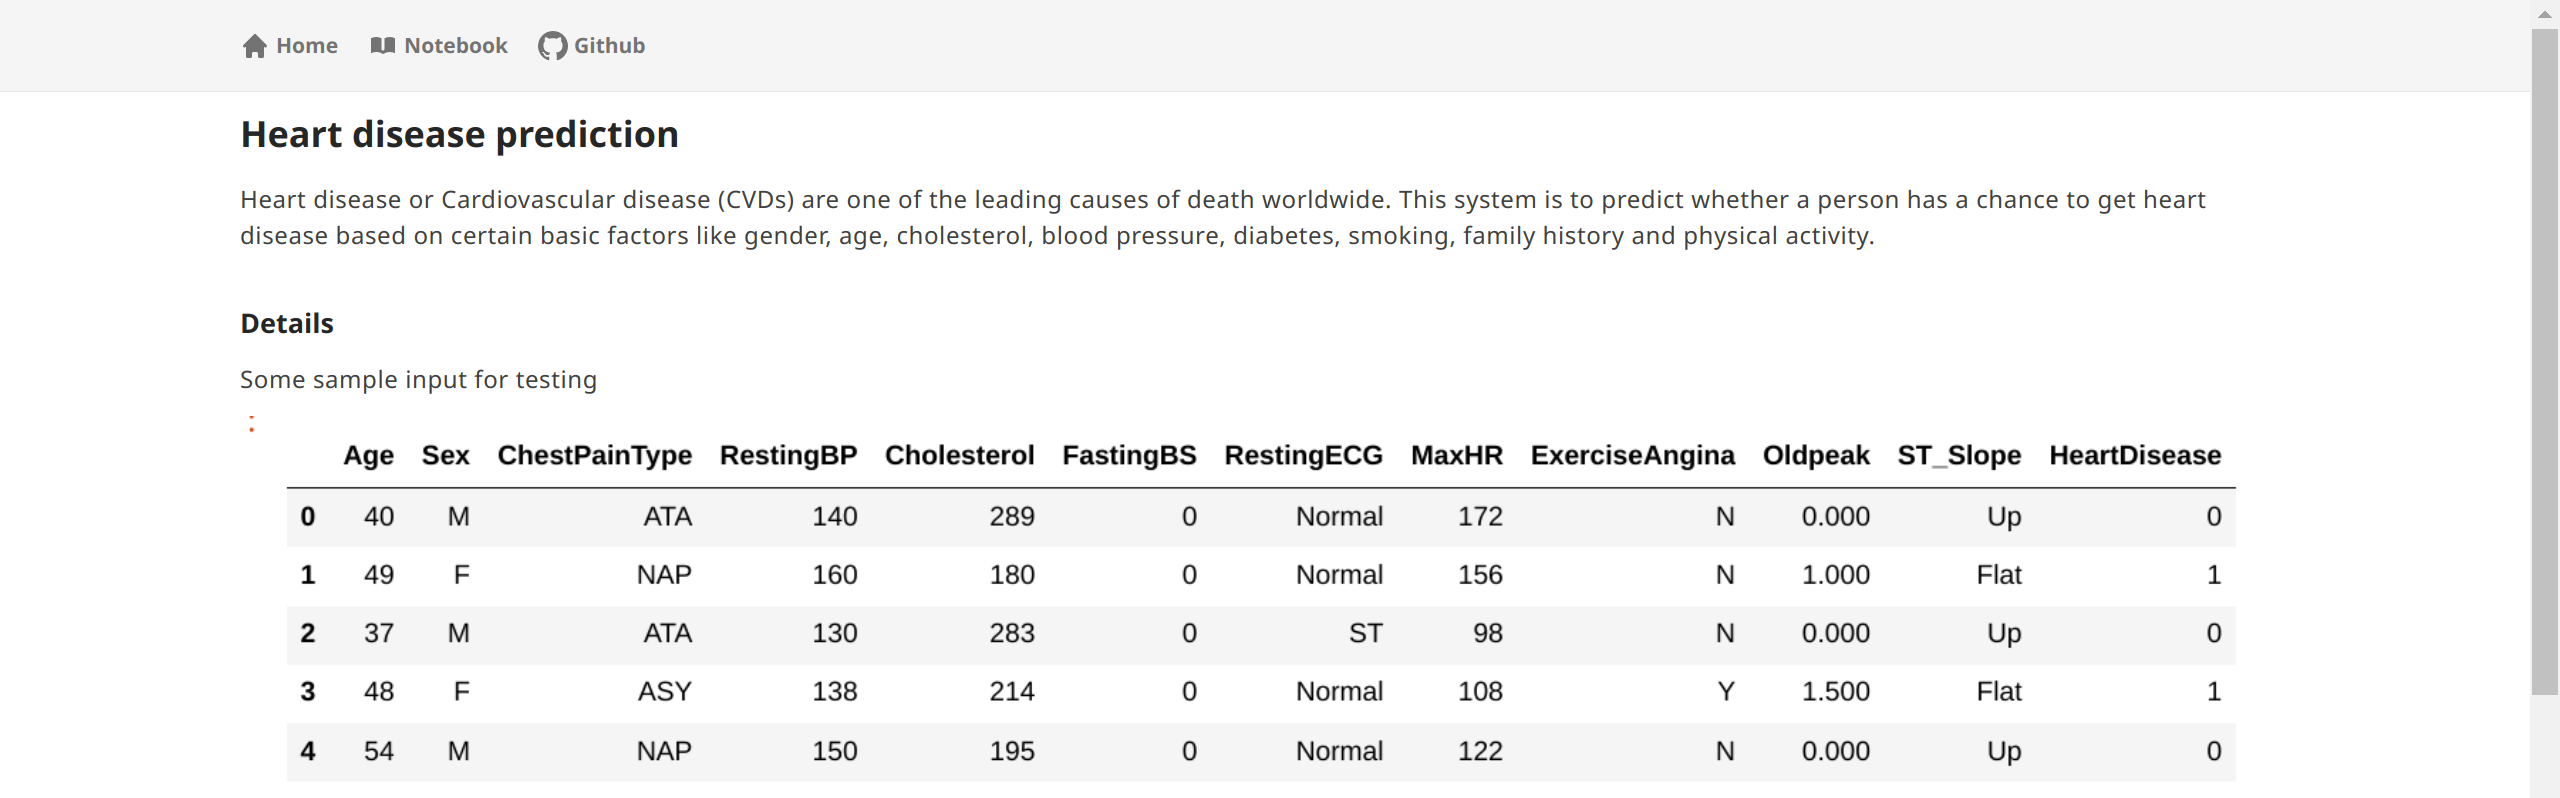 Home Notebook Github
Heart disease prediction
Heart disease or Cardiovascular disease (CVDs) are one of the leading causes of death worldwide. This system is to predict whether a person has a chance to get heart
disease based on certain basic factors like gender, age, cholesterol, blood pressure, diabetes, smoking, family history and physical activity.
Details
Some sample input for testing
:
Age Sex ChestPainType RestingBP Cholesterol FastingBS RestingECG MaxHR ExerciseAngina Oldpeak ST_Slope HeartDisease
0 40 M ATA 140 289 0 Normal 172 N 0.000 Up 0
1 49 F NAP 160 180 0 Normal 156 N 1.000 Flat 1
2 37 M ATA 130 283 0 ST 98 N 0.000 Up 0
3 48 F ASY 138 214 0 Normal 108 Y 1.500 Flat 1
4 54 M NAP 150 195 0 Normal 122 N 0.000 Up 0